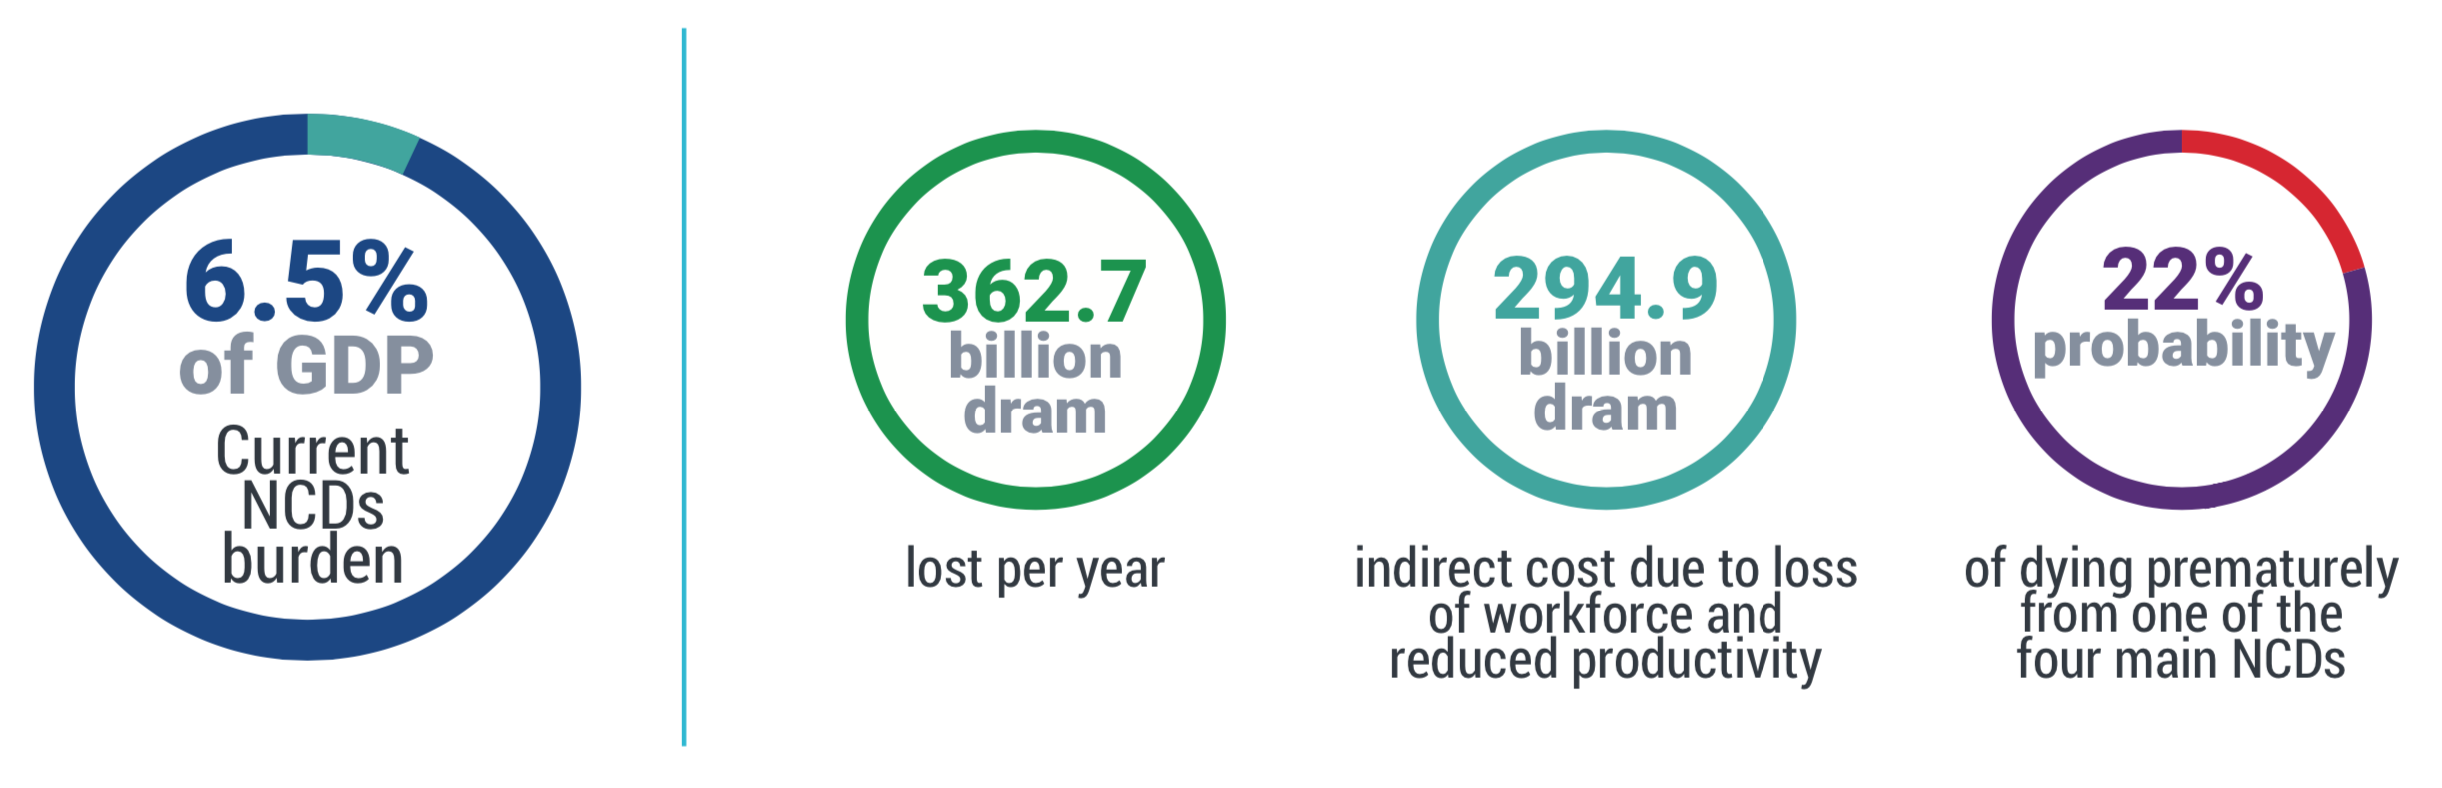 6.5%
of GDP
Current
NCDs
burden
362.7
billion
dram
lost per year
294.9
billion
dram
indirect cost due to loss
of workforce and
reduced productivity
22%
probability
of dying prematurely
from one of the
four main NCDs